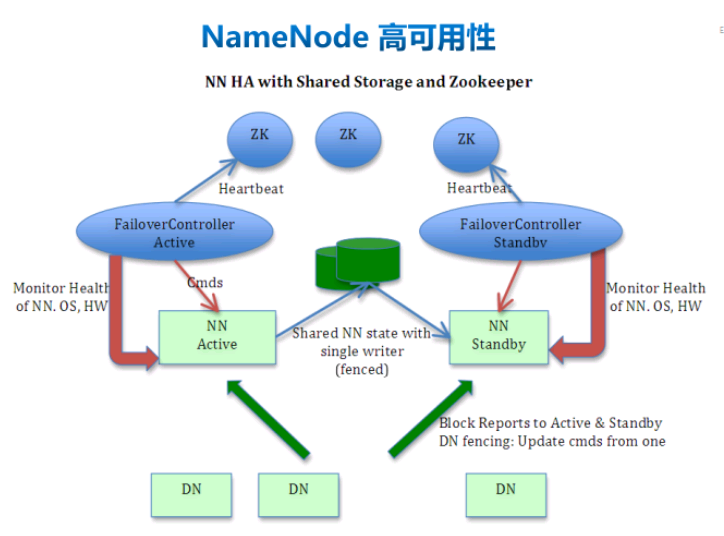 NameNode 高可用性
NN HA with Shared Storage and Zookeeper
ZK
ZK
ZK
Heartbeat
Heartbeat
FailoverController
Active
FailoverController
Standby
Cmds
Monitor Health
of NN. OS, HW
Monitor Health
of NN. OS, HW
NN
Active
Shared NN state with
single writer
(fenced)
NN
Standby
Block Reports to Active & Standby
DN fencing: Update cmds from one
DN
DN
DN